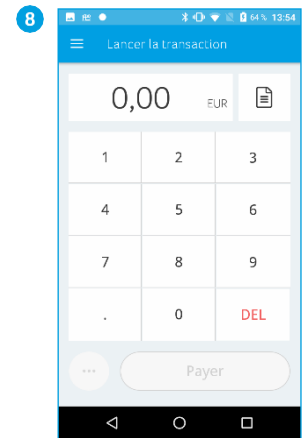 8
64% 13:54
Lancer la transaction
0,00 EUR
1 2 3
4 5 6
7 8 9
. 0 DEL
... Payer